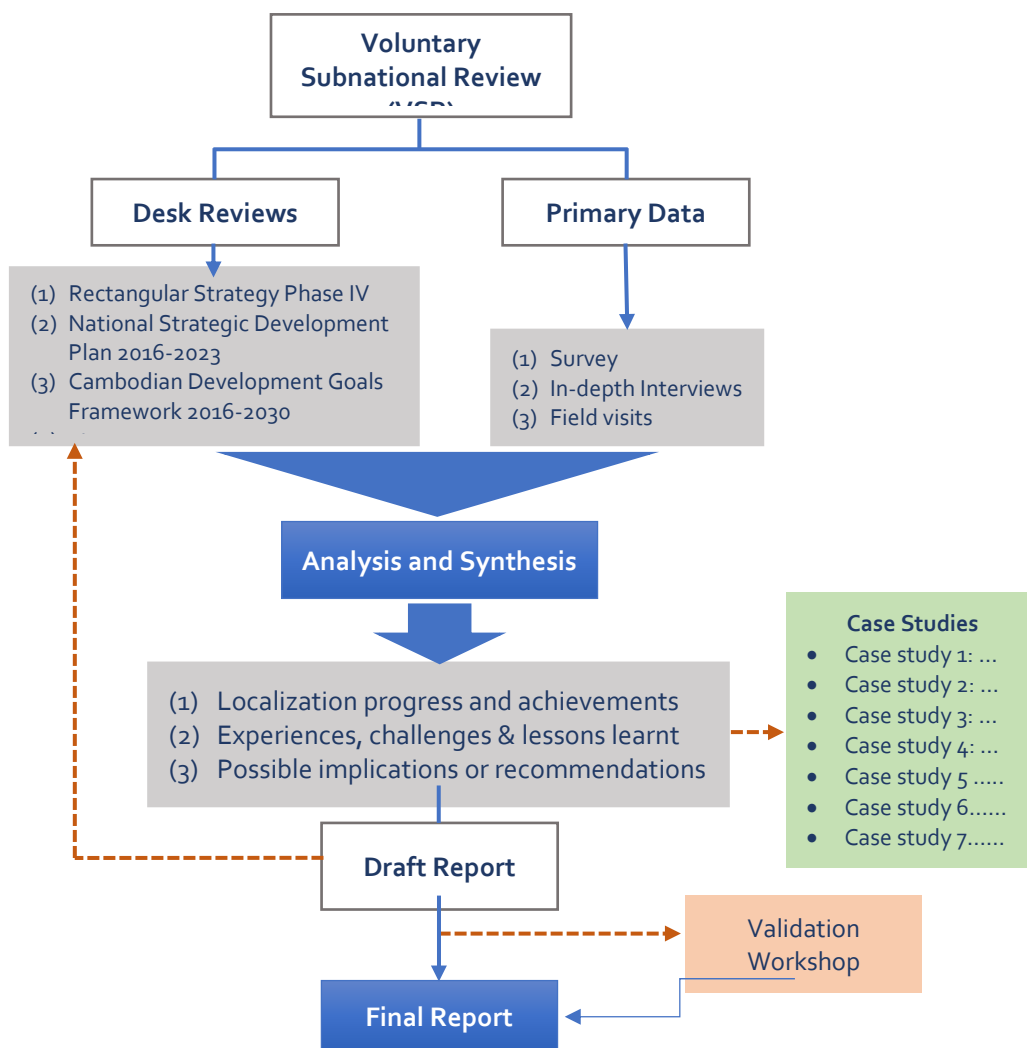 Voluntary
Subnational Review
(VSR)
Desk Reviews
Primary Data
(1) Rectangular Strategy Phase IV
(2) National Strategic Development
Plan 2016-2023
(3) Cambodian Development Goals
Framework 2016-2030
(1) Survey
(2) In-depth Interviews
(3) Field visits
Analysis and Synthesis
(1) Localization progress and achievements
(2) Experiences, challenges & lessons learnt
(3) Possible implications or recommendations
Case Studies
• Case study 1: ...
• Case study 2: ...
• Case study 3: ...
• Case study 4: ...
• Case study 5 .....
• Case study 6......
• Case study 7......
Draft Report
Validation
Workshop
Final Report